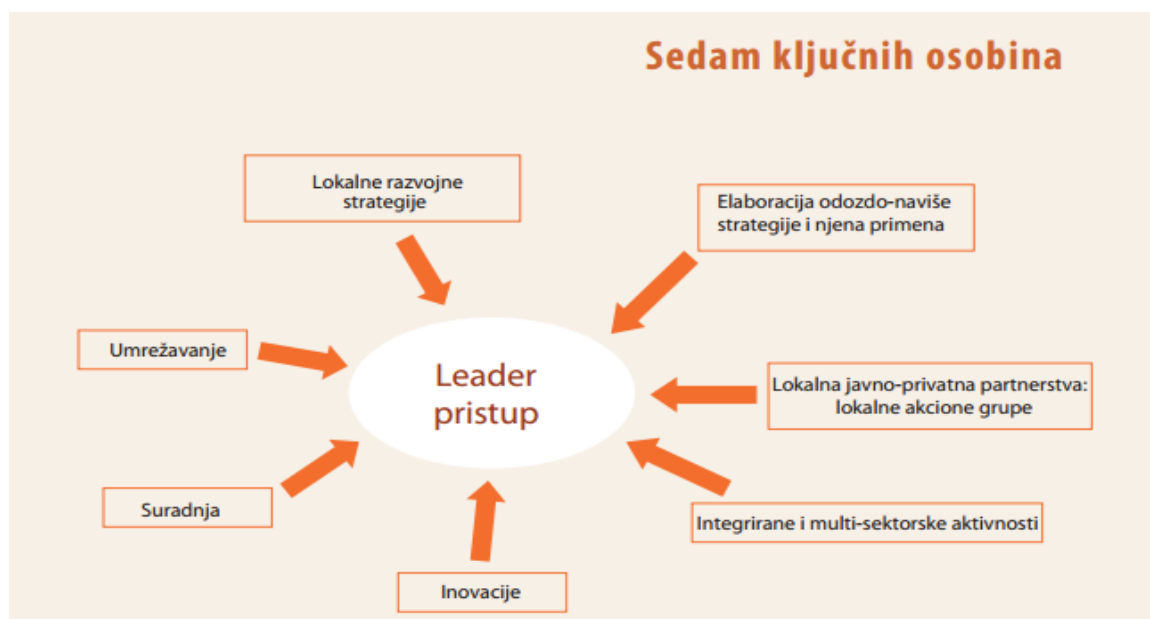 Sedam ključnih osobina
Lokalne razvojne
strategije
Elaboracija odozdo-naviše
strategije i njena primena
Umrežavanje
Leader
pristup
Lokalna javno-privatna partnerstva:
lokalne akcione grupe
Suradnja
Integrirane i multi-sektorske aktivnosti
Inovacije